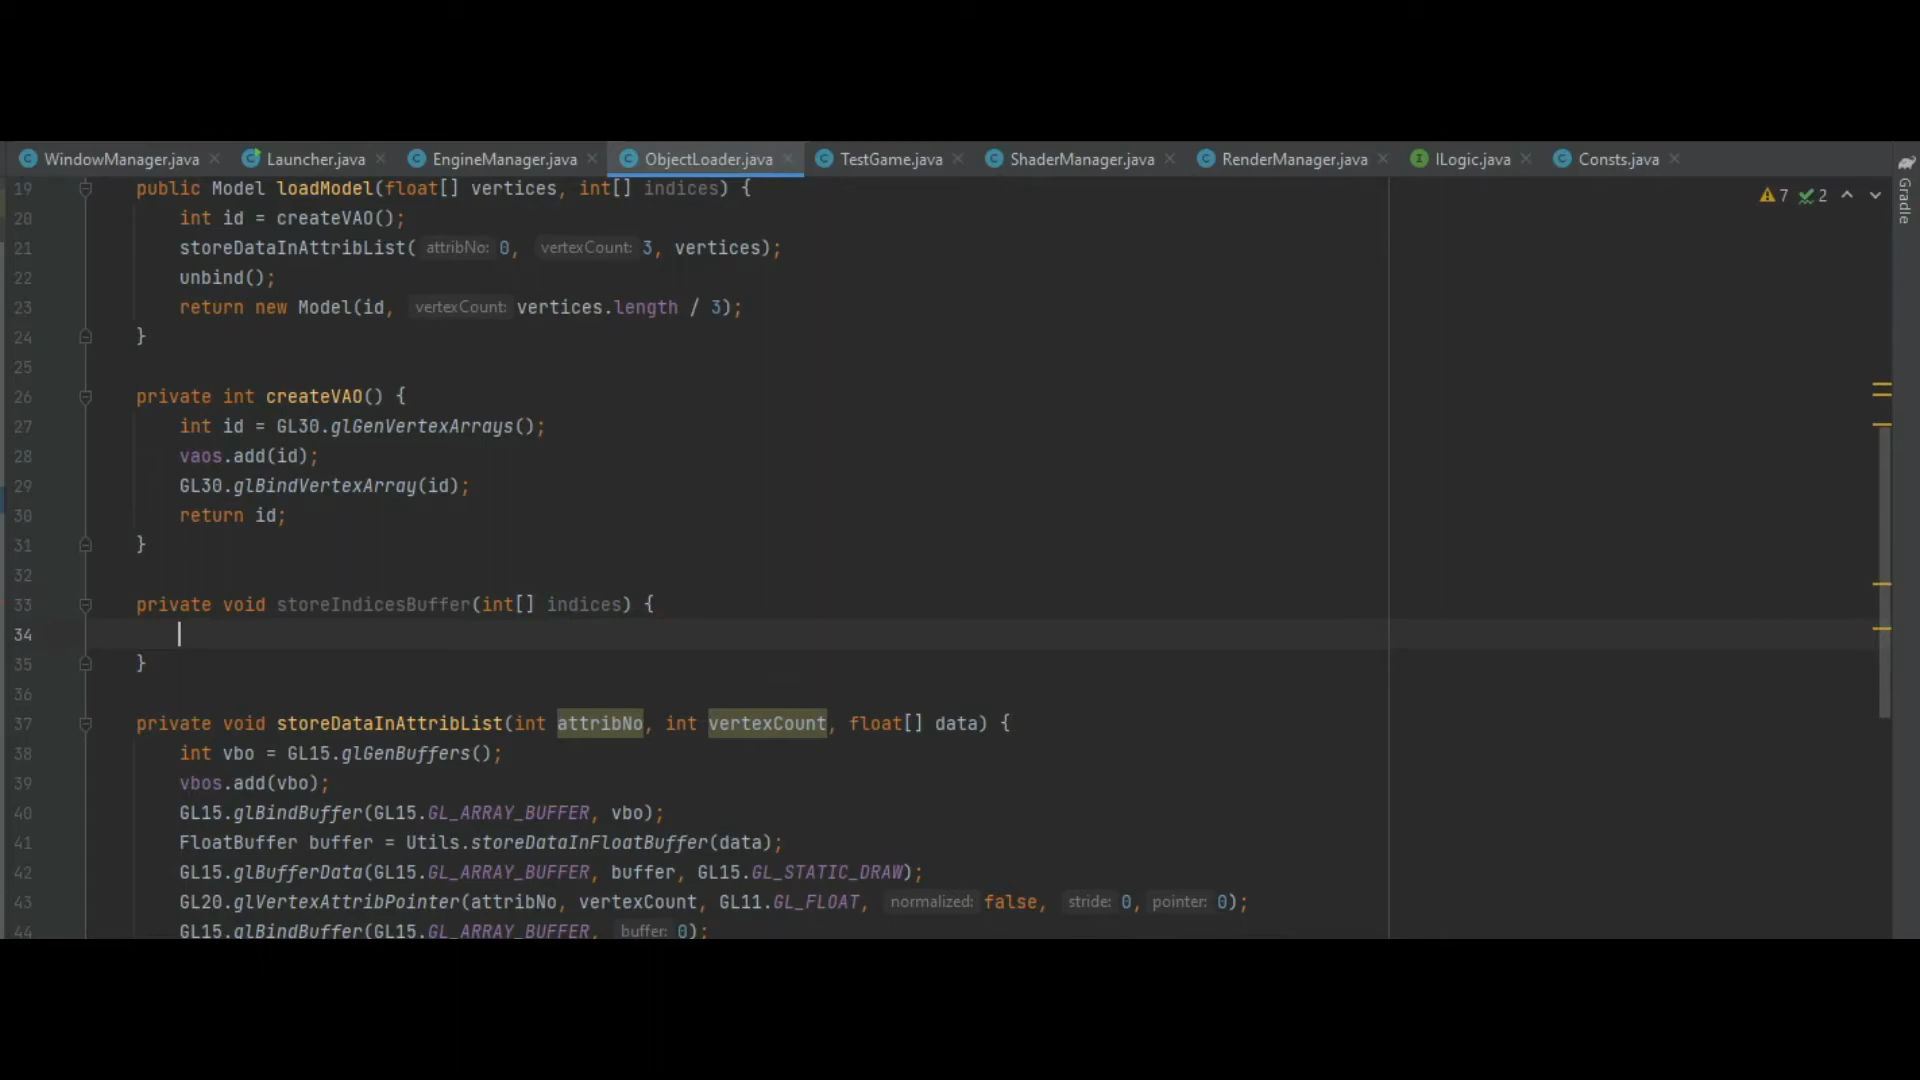 WindowManager.java Launcher.java EngineManager.java ObjectLoader.java TestGame.java ShaderManager.java RenderManager.java ILogic.java Consts.java
Gradle
7 2
19 public Model loadModel(float[] vertices, int[] indices) {
20 int id = createVAO();
21 storeDataInAttribList( attribNo: 0, vertexCount: 3, vertices);
22 unbind();
23 return new Model(id, vertexCount: vertices.length / 3);
24 }
25
26 private int createVAO() {
27 int id = GL30.glGenVertexArrays();
28 vaos.add(id);
29 GL30.glBindVertexArray(id);
30 return id;
31 }
32
33 private void storeIndicesBuffer(int[] indices) {
34
35 }
36
37 private void storeDataInAttribList(int attribNo, int vertexCount, float[] data) {
38 int vbo = GL15.glGenBuffers();
39 vbos.add(vbo);
40 GL15.glBindBuffer(GL15.GL_ARRAY_BUFFER, vbo);
41 FloatBuffer buffer = Utils.storeDataInFloatBuffer(data);
42 GL15.glBufferData(GL15.GL_ARRAY_BUFFER, buffer, GL15.GL_STATIC_DRAW);
43 GL20.glVertexAttribPointer(attribNo, vertexCount, GL11.GL_FLOAT, normalized: false, stride: 0, pointer: 0);
44 GL15.glBindBuffer(GL15.GL_ARRAY_BUFFER, buffer: 0);